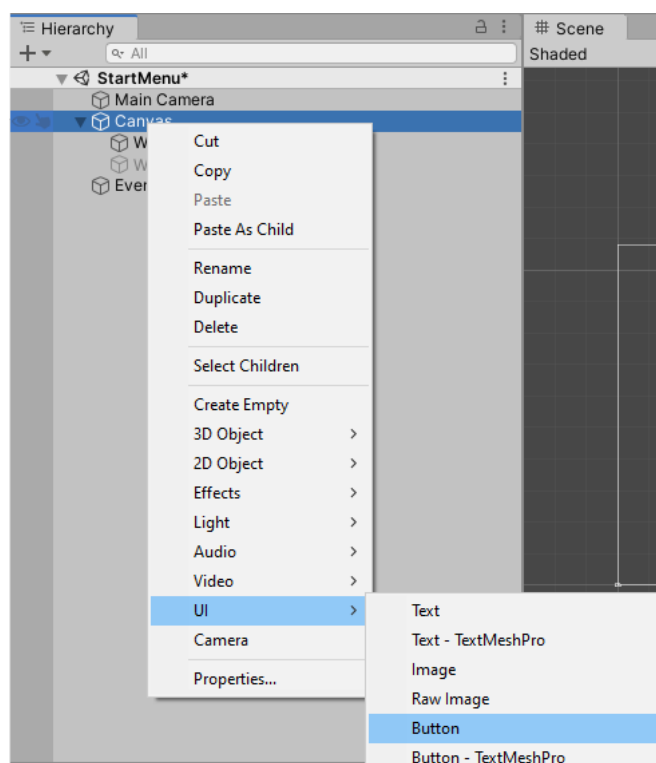 Hierarchy
All
StartMenu*
Main Camera
Canvas
W
W
Even
Cut
Copy
Paste
Paste As Child
Rename
Duplicate
Delete
Select Children
Create Empty
3D Object
2D Object
Effects
Light
Audio
Video
UI
Camera
Properties...
Text
Text - TextMeshPro
Image
Raw Image
Button
Button - TextMeshPro
Scene
Shaded